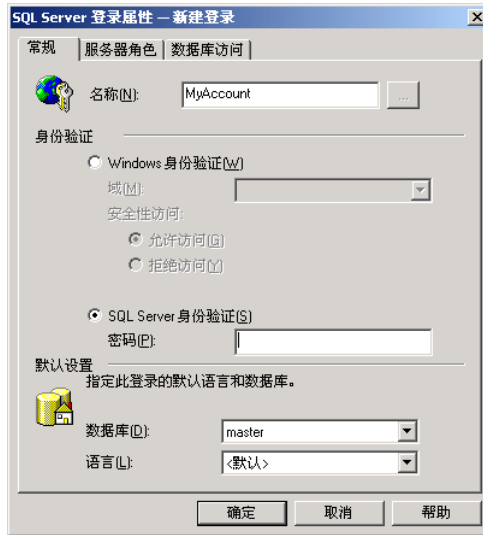 SQL Server 登录属性 — 新建登录
常规 服务器角色 数据库访问
名称(N): MyAccount ...
身份验证
Windows 身份验证(W)
域(M):
安全性访问:
允许访问(G)
拒绝访问(Y)
SQL Server 身份验证(S)
密码(P):
默认设置
指定此登录的默认语言和数据库。
数据库(D): master
语言(L): <默认>
确定 取消 帮助